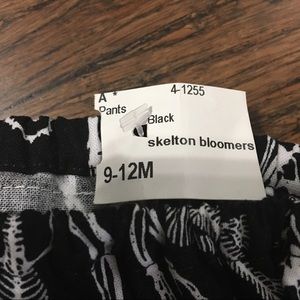 A * 4-1255
Pants
Black
skelton bloomers
9-12M